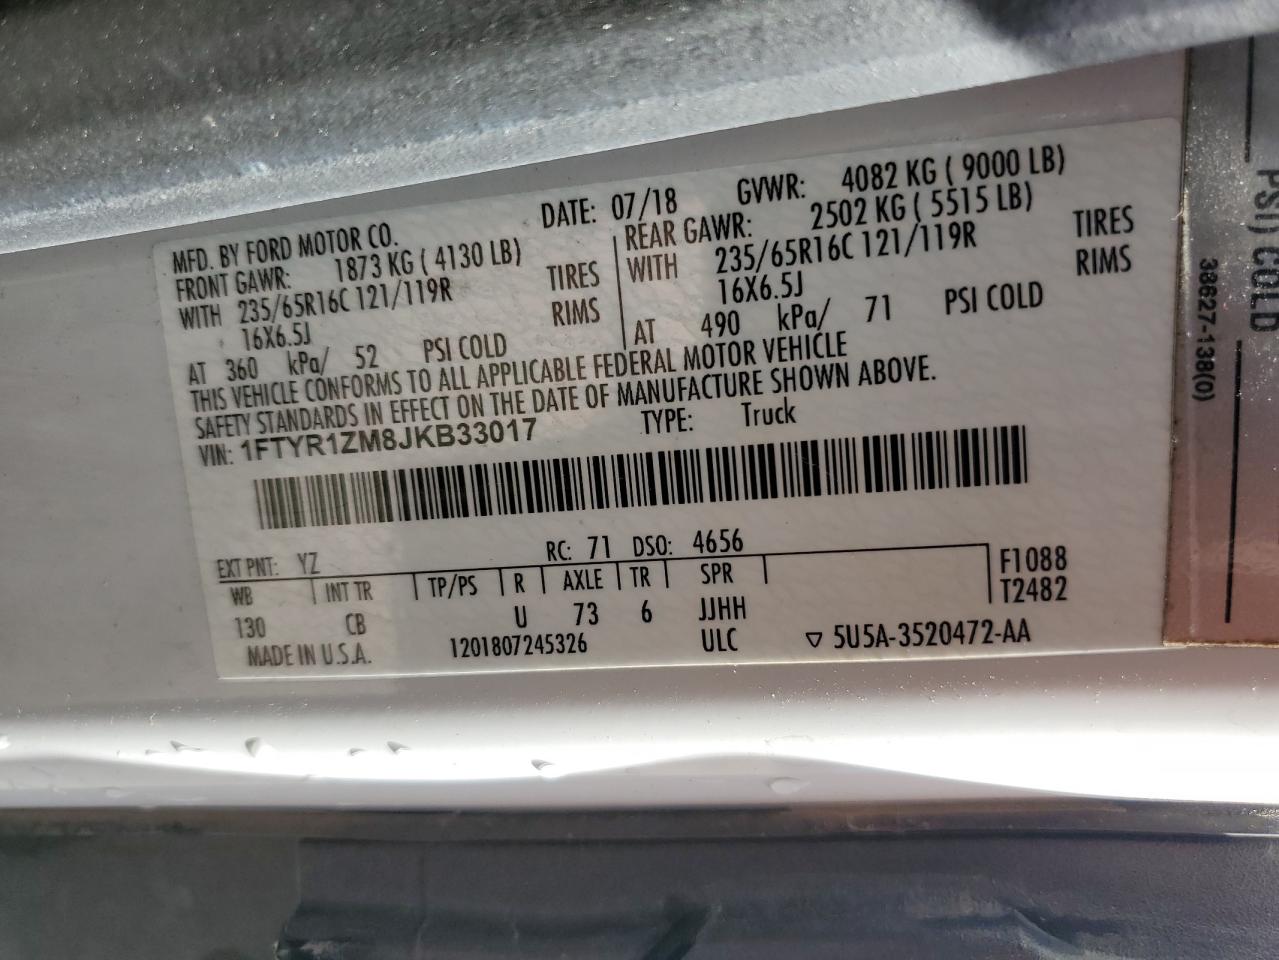 MFD. BY FORD MOTOR CO. DATE: 07/18 GVWR: 4082 KG ( 9000 LB)
FRONT GAWR: 1873 KG ( 4130 LB)
WITH 235/65R16C 121/119R TIRES
16X6.5J RIMS
AT 360 kPa/ 52 PSI COLD
REAR GAWR: 2502 KG ( 5515 LB)
WITH 235/65R16C 121/119R TIRES
16X6.5J RIMS
AT 490 kPa/ 71 PSI COLD
THIS VEHICLE CONFORMS TO ALL APPLICABLE FEDERAL MOTOR VEHICLE
SAFETY STANDARDS IN EFFECT ON THE DATE OF MANUFACTURE SHOWN ABOVE.
VIN: 1FTYR1ZM8JKB33017 TYPE: Truck
EXT PNT: YZ RC: 71 DSO: 4656
WB INT TR TP/PS R AXLE TR SPR F1088
130 CB U 73 6 JJHH T2482
MADE IN U.S.A. 1201807245326 ULC ▽ 5U5A-3520472-AA
PSI) COLD
38627-138(0)